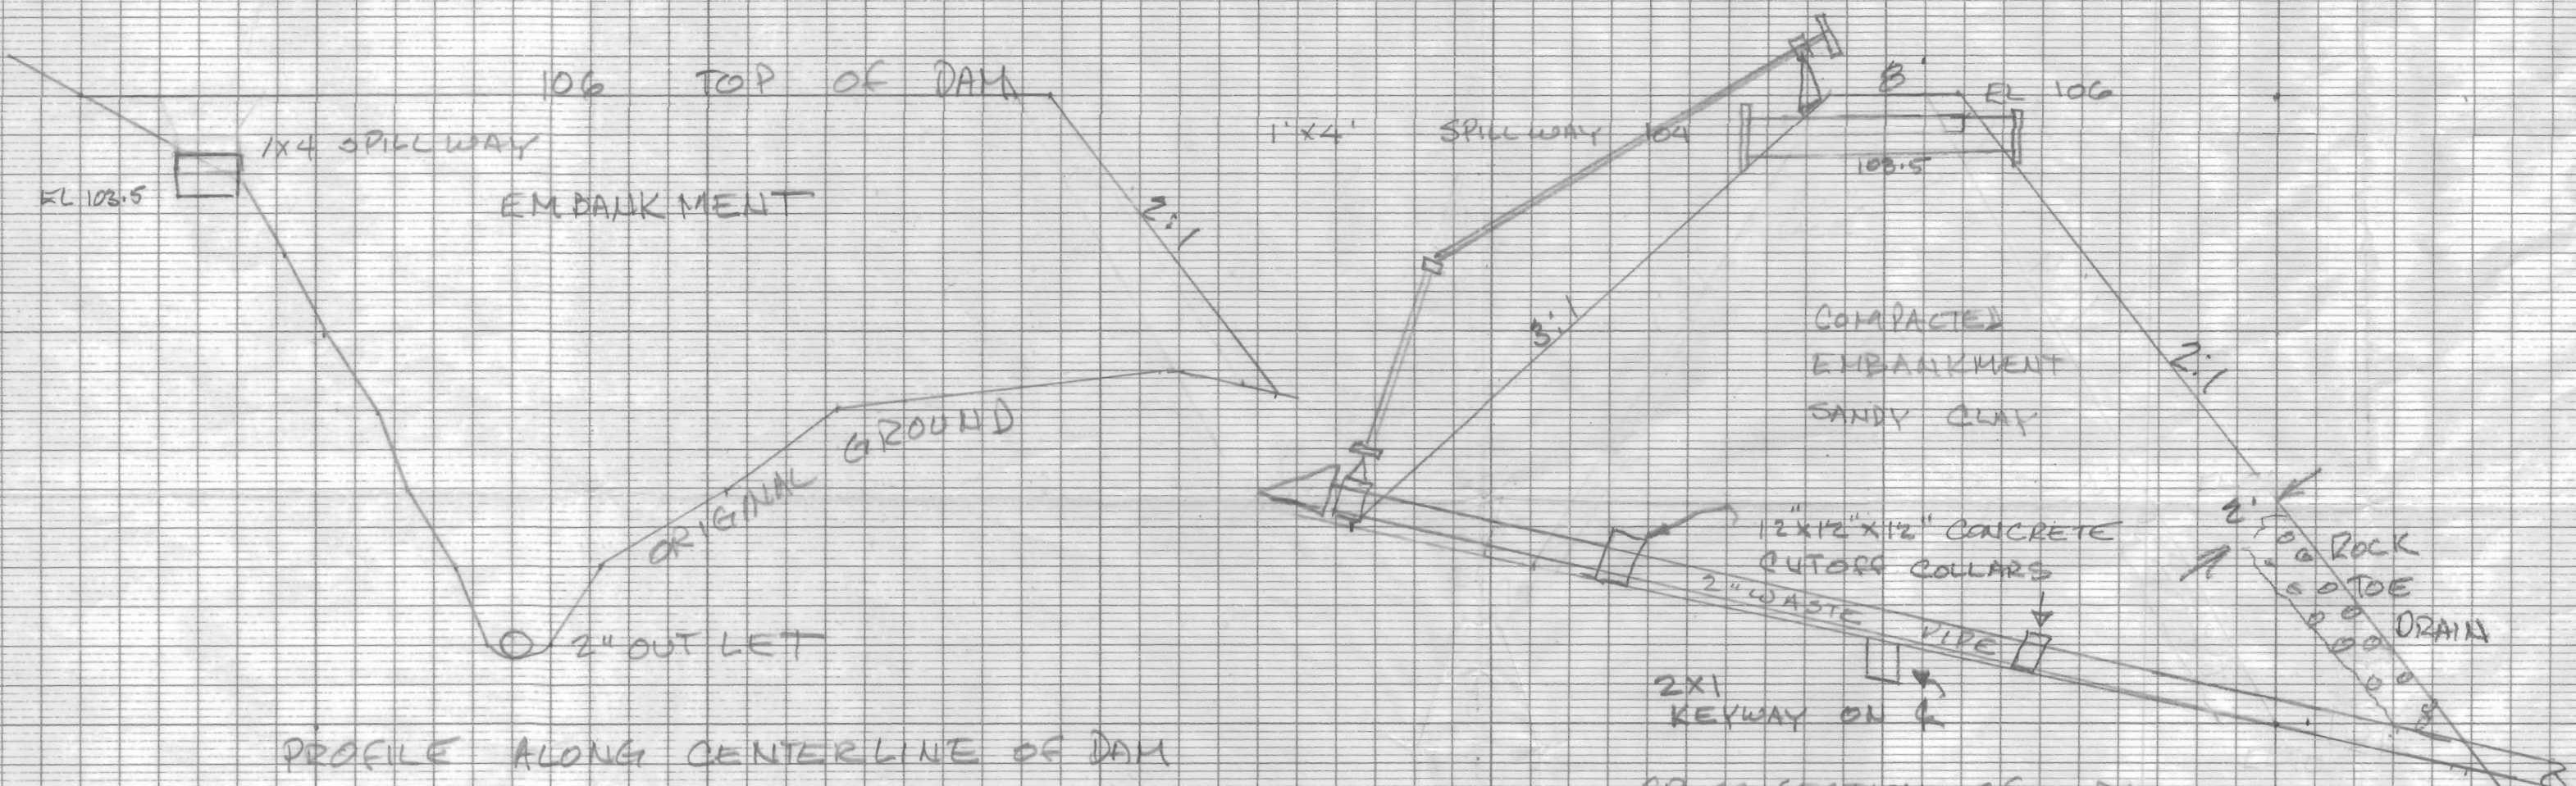 106 TOP OF DAM
1X4 SPILLWAY
EL 103.5
EMBANKMENT
2:1
ORIGINAL GROUND
2" OUTLET
PROFILE ALONG CENTERLINE OF DAM
8'
EL 106
1'X4' SPILLWAY 104
103.5
3:1
COMPACTED
EMBANKMENT
SANDY CLAY
2:1
2'
ROCK
TOE
DRAIN
12"X12"X12" CONCRETE
CUTOFF COLLARS
2" WASTE PIPE
2X1
KEYWAY ON ℄